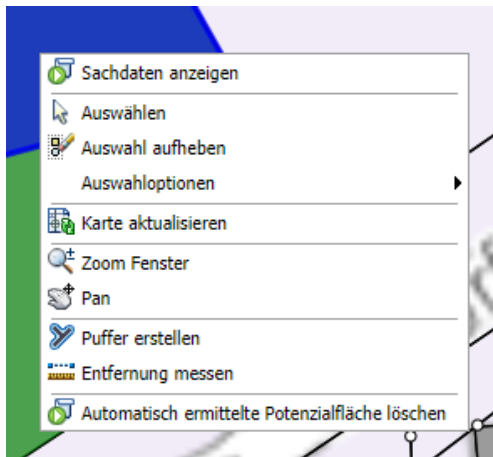 Sachdaten anzeigen
Auswählen
Auswahl aufheben
Auswahloptionen
Karte aktualisieren
Zoom Fenster
Pan
Puffer erstellen
Entfernung messen
Automatisch ermittelte Potenzialfläche löschen